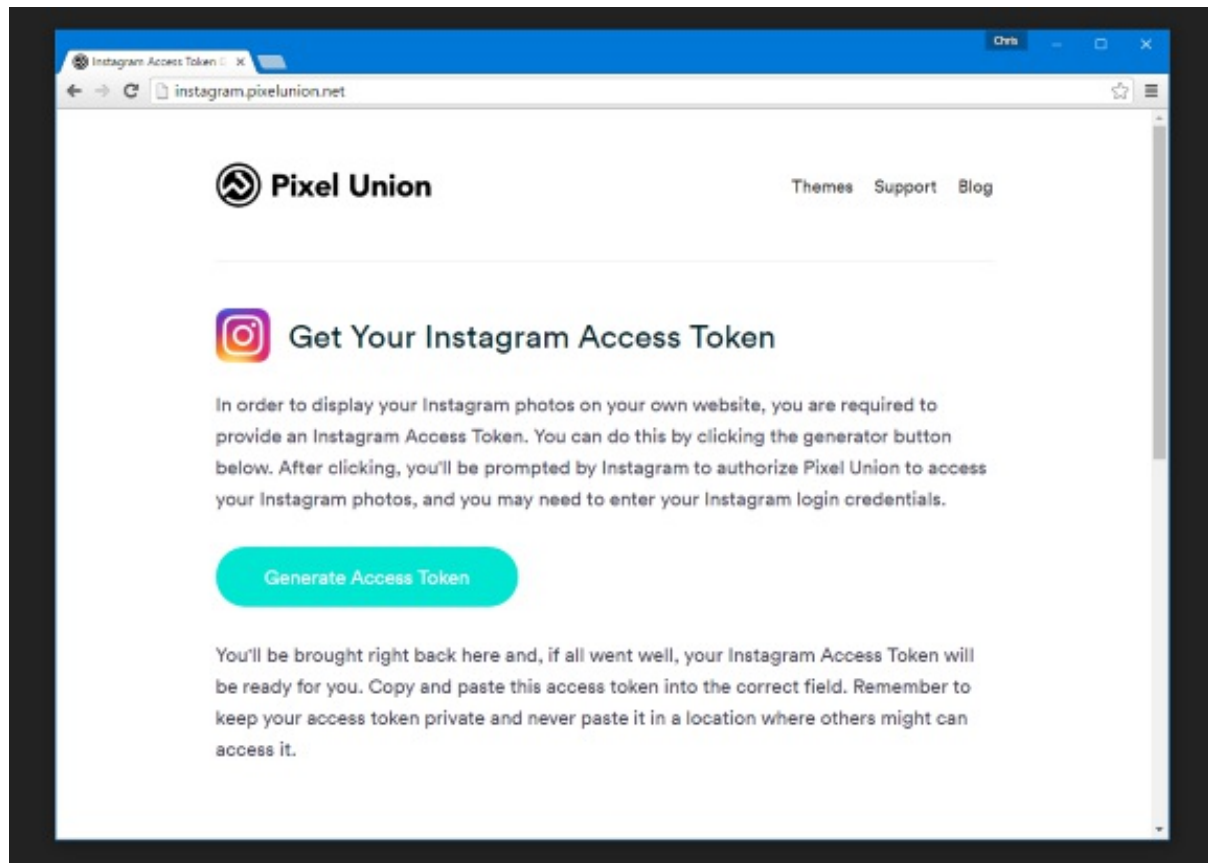 Chris
Instagram Access Token G
instagram.pixelunion.net
Pixel Union
Themes Support Blog
Get Your Instagram Access Token
In order to display your Instagram photos on your own website, you are required to
provide an Instagram Access Token. You can do this by clicking the generator button
below. After clicking, you'll be prompted by Instagram to authorize Pixel Union to access
your Instagram photos, and you may need to enter your Instagram login credentials.
Generate Access Token
You'll be brought right back here and, if all went well, your Instagram Access Token will
be ready for you. Copy and paste this access token into the correct field. Remember to
keep your access token private and never paste it in a location where others might can
access it.